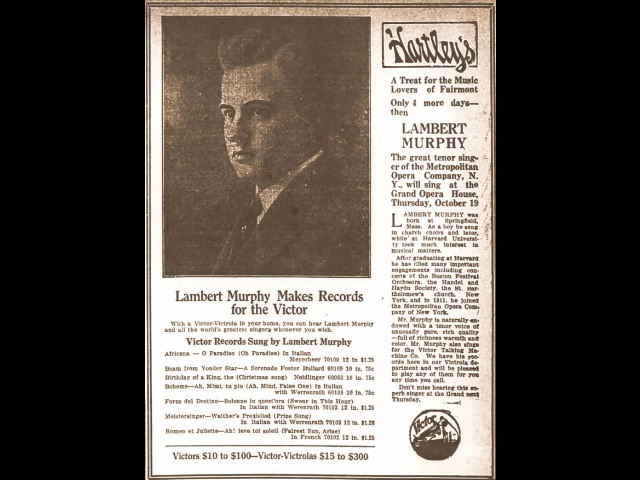 Hartley's
A Treat for the Music
Lovers of Fairmont
Only 4 more days—
then
LAMBERT
MURPHY
The great tenor sing-
er of the Metropolitan
Opera Company, N.
Y., will sing at the
Grand Opera House,
Thursday, October 19
LAMBERT MURPHY was
born at Springfield,
Mass. As a boy he sang
in church choirs and later,
while at Harvard Universi-
ty took much interest in
musical matters.
After graduating at Harvard
he has filled many important
engagements including con-
certs of the Boston Festival
Orchestra, the Handel and
Haydn Society, the St. Bar-
tholomew's church, New
York, and in 1911, he joined
the Metropolitan Opera Com-
pany of New York.
Mr. Murphy is naturally en-
dowed with a tenor voice of
unusually pure, rich quality
—full of richness warmth and
color. Mr. Murphy also sings
for the Victor Talking Ma-
chine Co. We have his rec-
ords here in our Victrola de-
partment and will be pleased
to play any of them for you
any time you call.
Don't miss hearing this su-
perb singer at the Grand next
Thursday.
Victor
Lambert Murphy Makes Records
for the Victor
With a Victor-Victrola in your home, you can hear Lambert Murphy
and all the world's greatest singers whenever you wish.
Victor Records Sung by Lambert Murphy
Africana — O Paradiso (Oh Paradise) In Italian
Meyerbeer 70100 12 in. $1.25
Beam from Yonder Star—A Serenade Foster Bullard 60109 10 in. 75c
Birthday of a King, the (Christmas song) Neidlinger 60083 10 in. 75c
Boheme—Ah, Mimi, tu piu (Ah, Mimi, False One) In Italian
with Werrenrath 60108 10 in. 75c
Forza del Destino—Solenne in quest'ora (Swear in This Hour)
In Italian with Werenrath 70103 12 in. $1.25
Meistersinger—Walther's Preislied (Prize Song)
In Italian with Werrenrath 70103 12 in. $1.25
Romeo et Juliette—Ah! leve toi soleil (Fairest Sun, Arise)
In French 70102 12 in. $1.25
Victors $10 to $100—Victor-Victrolas $15 to $300